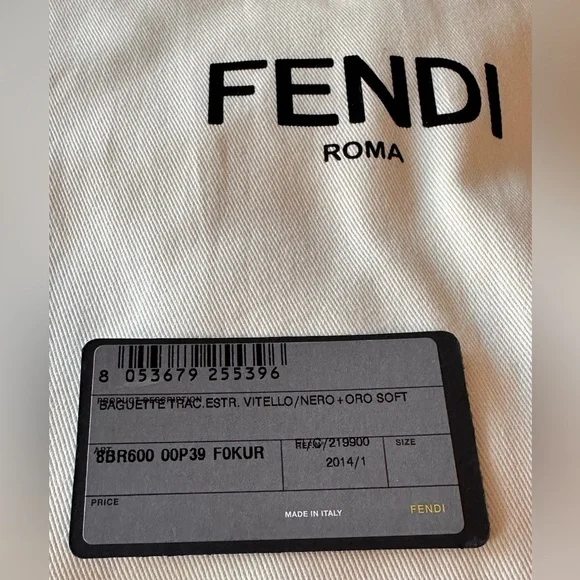 FENDI
ROMA
8 053679 255396
PRODUCT DESCRIPTION
BAGUETTE TRAC.ESTR. VITELLO/NERO+ORO SOFT
ART.
8BR600 00P39 F0KUR
FL/C/219900
2014/1
SIZE
PRICE
MADE IN ITALY
FENDI